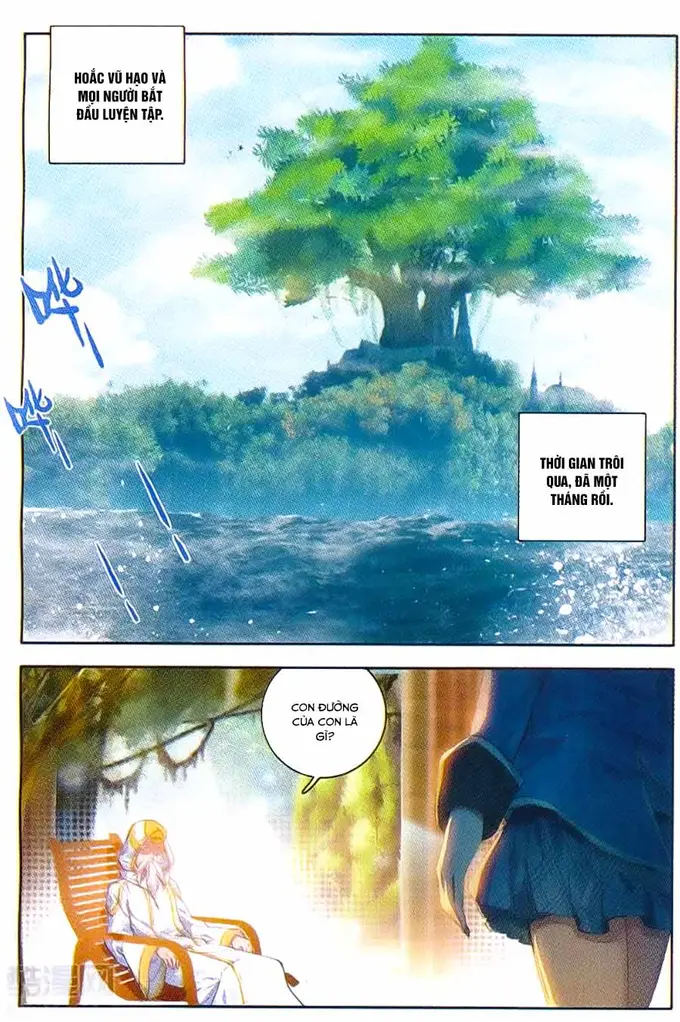 HOẮC VŨ HẠO VÀ
MỌI NGƯỜI BẮT
ĐẦU LUYỆN TẬP.
THỜI GIAN TRÔI
QUA, ĐÃ MỘT
THÁNG RỒI.
CON ĐƯỜNG
CỦA CON LÀ
GÌ?